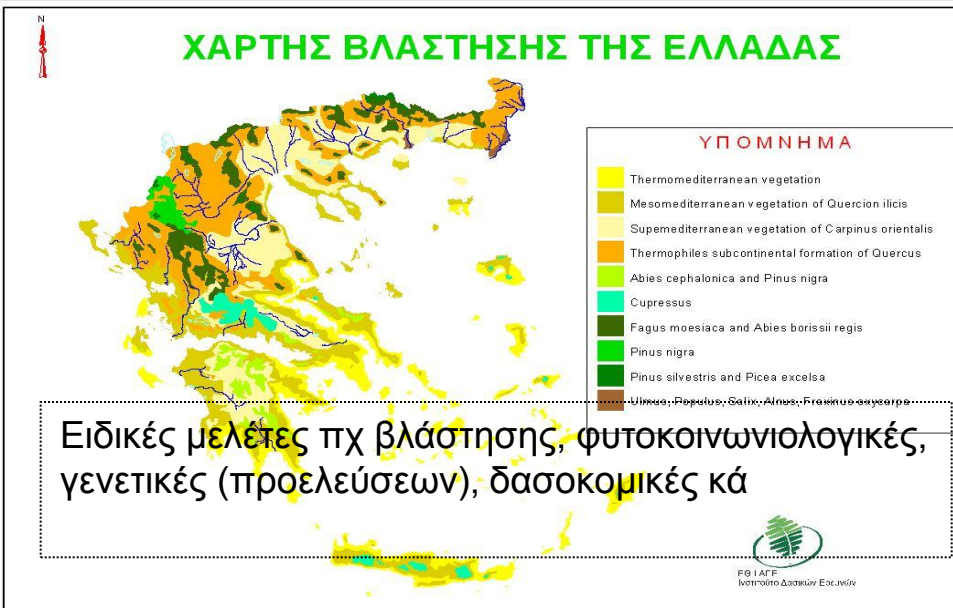 N
ΧΑΡΤΗΣ ΒΛΑΣΤΗΣΗΣ ΤΗΣ ΕΛΛΑΔΑΣ
ΥΠΟΜΝΗΜΑ
Thermomediterranean vegetation
Mesomediterranean vegetation of Quercion ilicis
Supemediterranean vegetation of Carpinus orientalis
Thermophiles subcontinental formation of Quercus
Abies cephalonica and Pinus nigra
Cupressus
Fagus moesiaca and Abies borissii regis
Pinus nigra
Pinus silvestris and Picea excelsa
Ulmus, Populus, Salix, Alnus, Fraxinus oxycarpa
Ειδικές μελέτες πχ βλάστησης, φυτοκοινωνιολογικές,
γενετικές (προελεύσεων), δασοκομικές κά
ΕΘΙΑΓΕ
Ινστιτούτο Δασικών Ερευνών